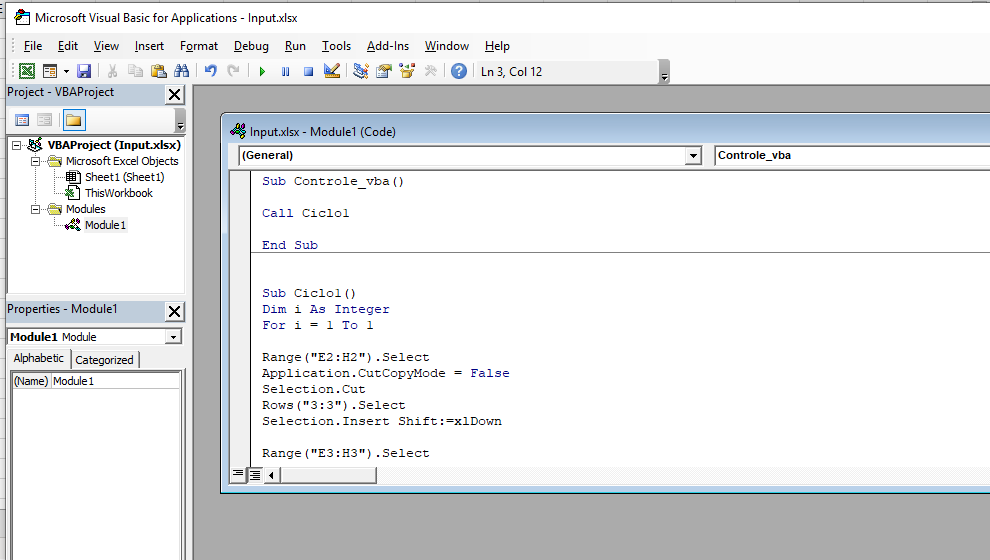 Microsoft Visual Basic for Applications - Input.xlsx
File Edit View Insert Format Debug Run Tools Add-Ins Window Help
Ln 3, Col 12
Project - VBAProject
VBAProject (Input.xlsx)
Microsoft Excel Objects
Sheet1 (Sheet1)
ThisWorkbook
Modules
Module1
Properties - Module1
Module1 Module
Alphabetic Categorized
(Name) Module1
Input.xlsx - Module1 (Code)
(General) Controle_vba
Sub Controle_vba()
Call Ciclo1
End Sub
Sub Ciclo1()
Dim i As Integer
For i = 1 To 1
Range("E2:H2").Select
Application.CutCopyMode = False
Selection.Cut
Rows("3:3").Select
Selection.Insert Shift:=xlDown
Range("E3:H3").Select